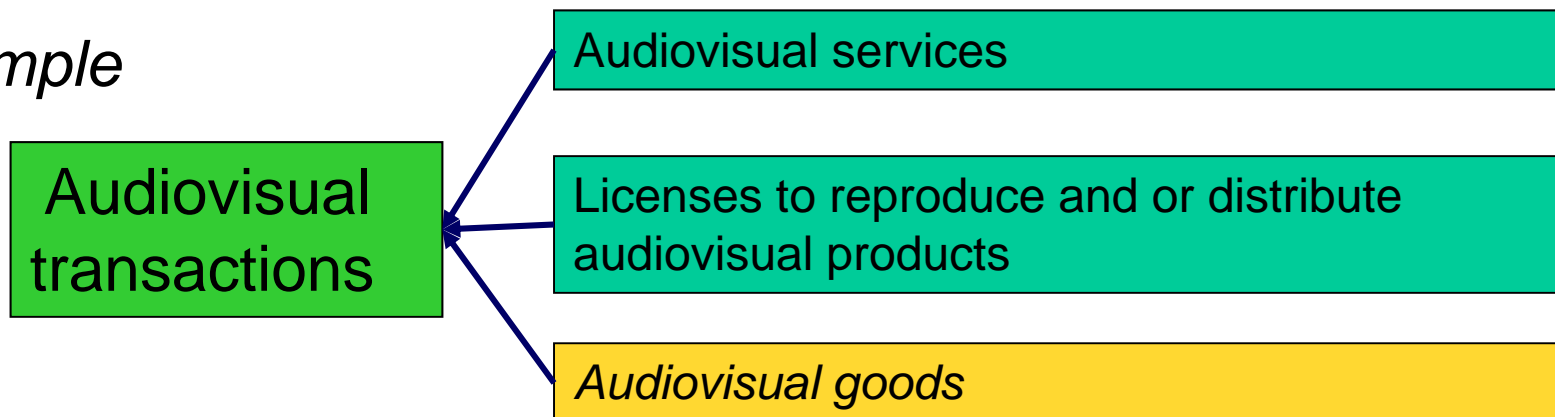 mple
Audiovisual services
Audiovisual
transactions
Licenses to reproduce and or distribute
audiovisual products
Audiovisual goods